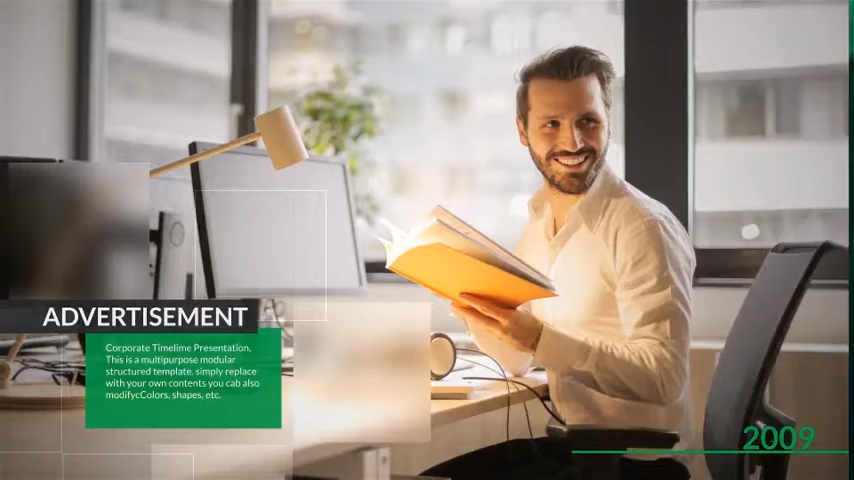 ADVERTISEMENT
Corporate Timelime Presentation.
This is a multipurpose modular
structured template. simply replace
with your own contents you cab also
modifycColors, shapes, etc.
2009